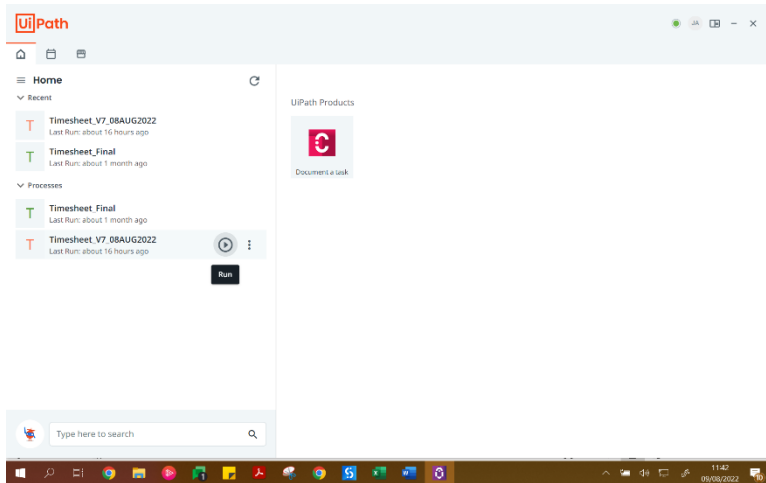 UiPath
JA
Home
Recent
T
Timesheet_V7_08AUG2022
Last Run: about 16 hours ago
T
Timesheet_Final
Last Run: about 1 month ago
Processes
T
Timesheet_Final
Last Run: about 1 month ago
T
Timesheet_V7_08AUG2022
Last Run: about 16 hours ago
Run
UiPath Products
C
Document a task
Type here to search
11:42
09/08/2022
10